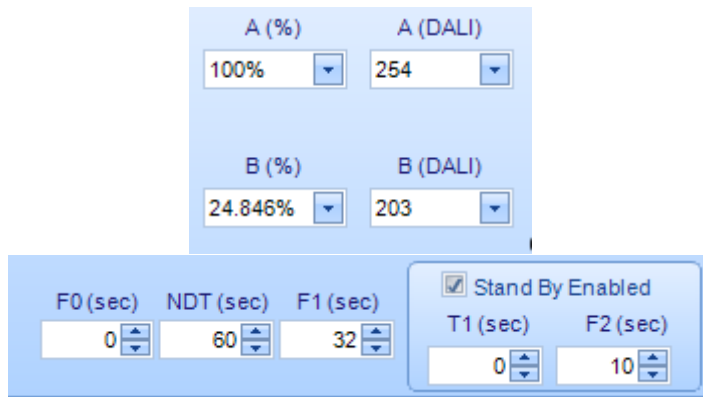 A (%) A (DALI)
100% 254
B (%) B (DALI)
24.846% 203
Stand By Enabled
F0 (sec) NDT (sec) F1 (sec) T1 (sec) F2 (sec)
0 60 32 0 10